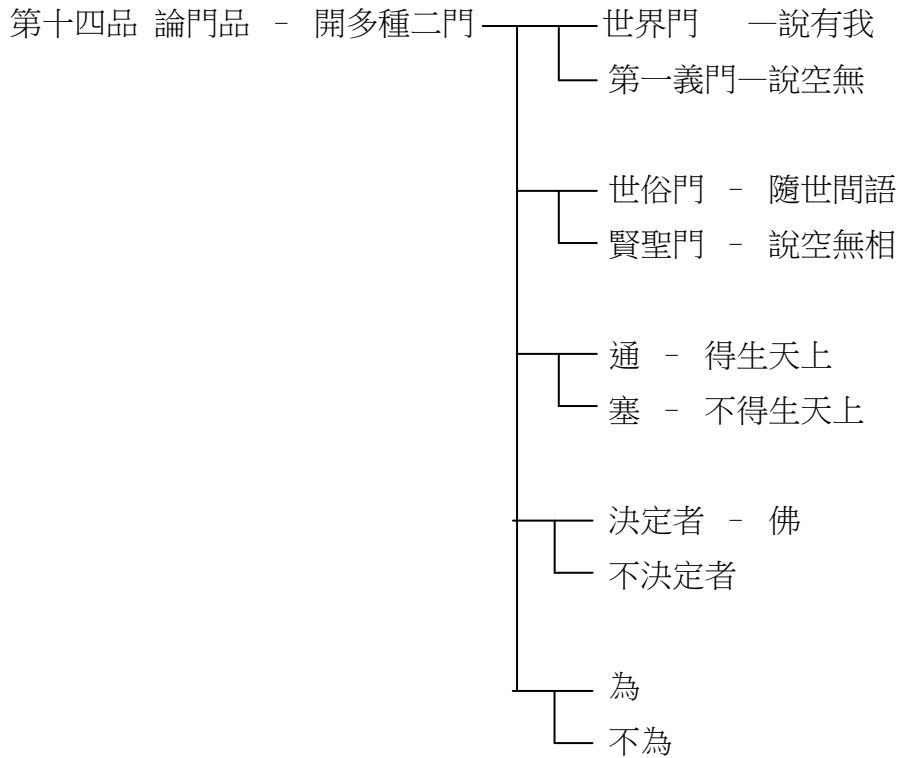 第十四品 論門品 - 開多種二門 世界門 —說有我
第一義門—說空無
世俗門 - 隨世間語
賢聖門 - 說空無相
通 - 得生天上
塞 - 不得生天上
決定者 - 佛
不決定者
為
不為